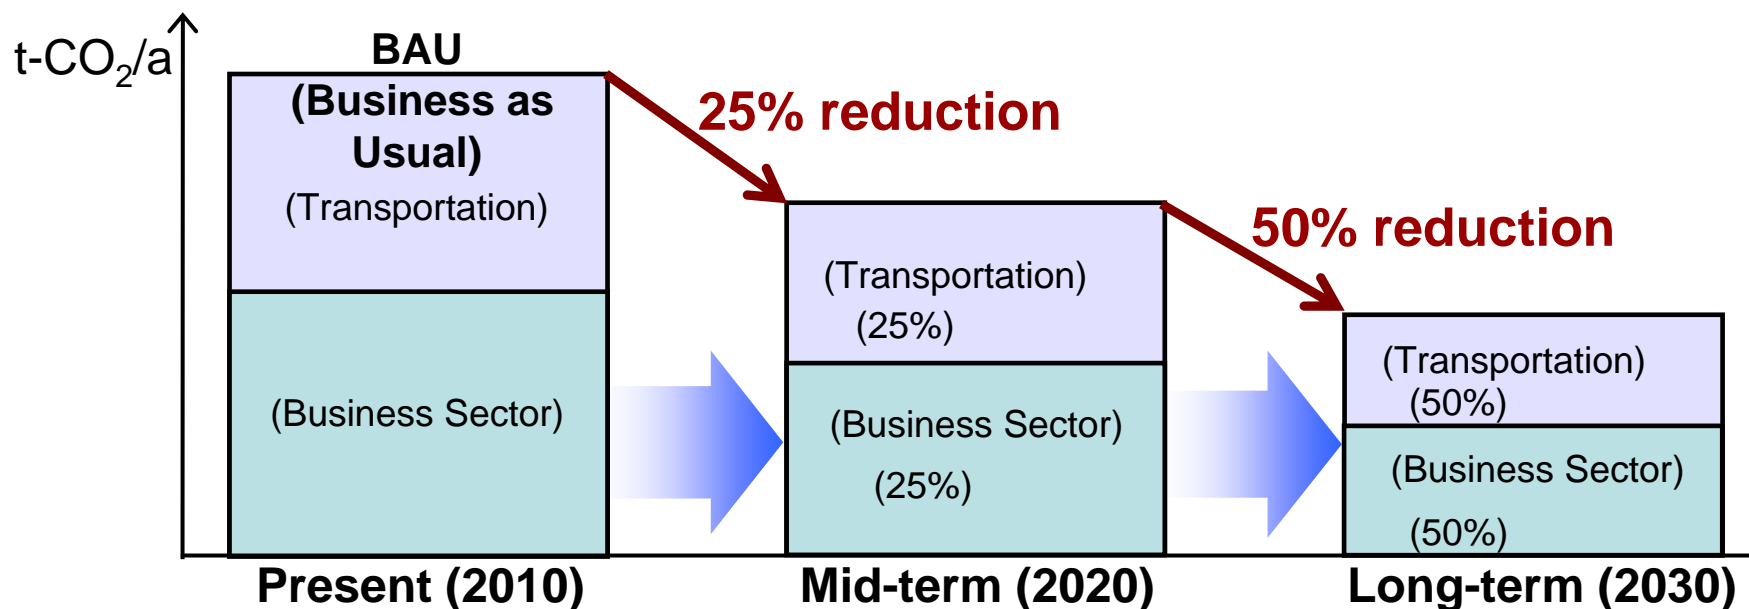 t-CO₂/a
BAU
(Business as
Usual)
(Transportation)
(Business Sector)
25% reduction
(Transportation)
(25%)
(Business Sector)
(25%)
50% reduction
(Transportation)
(50%)
(Business Sector)
(50%)
Present (2010)
Mid-term (2020)
Long-term (2030)